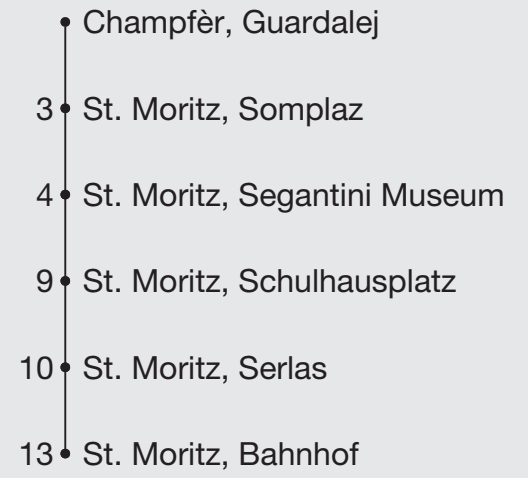 Champfèr, Guardalej
3 St. Moritz, Somplaz
4 St. Moritz, Segantini Museum
9 St. Moritz, Schulhausplatz
10 St. Moritz, Serlas
13 St. Moritz, Bahnhof